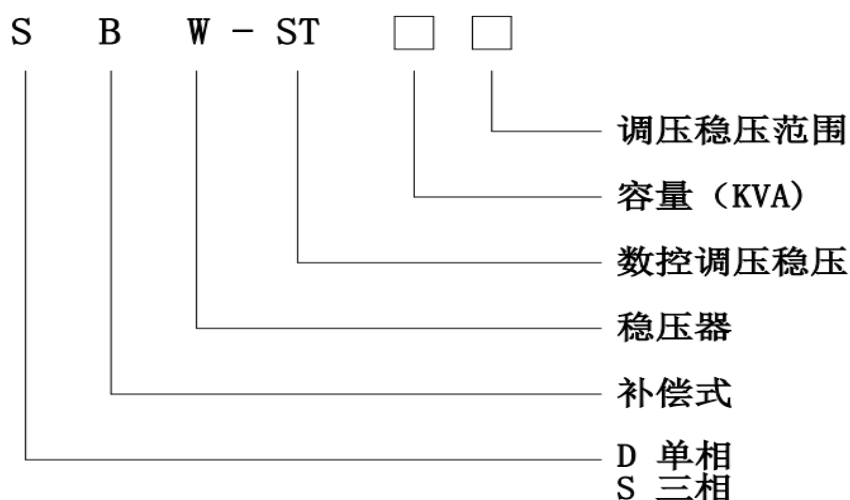 S B W - ST □ □
调压稳压范围
容量（KVA)
数控调压稳压
稳压器
补偿式
D 单相
S 三相